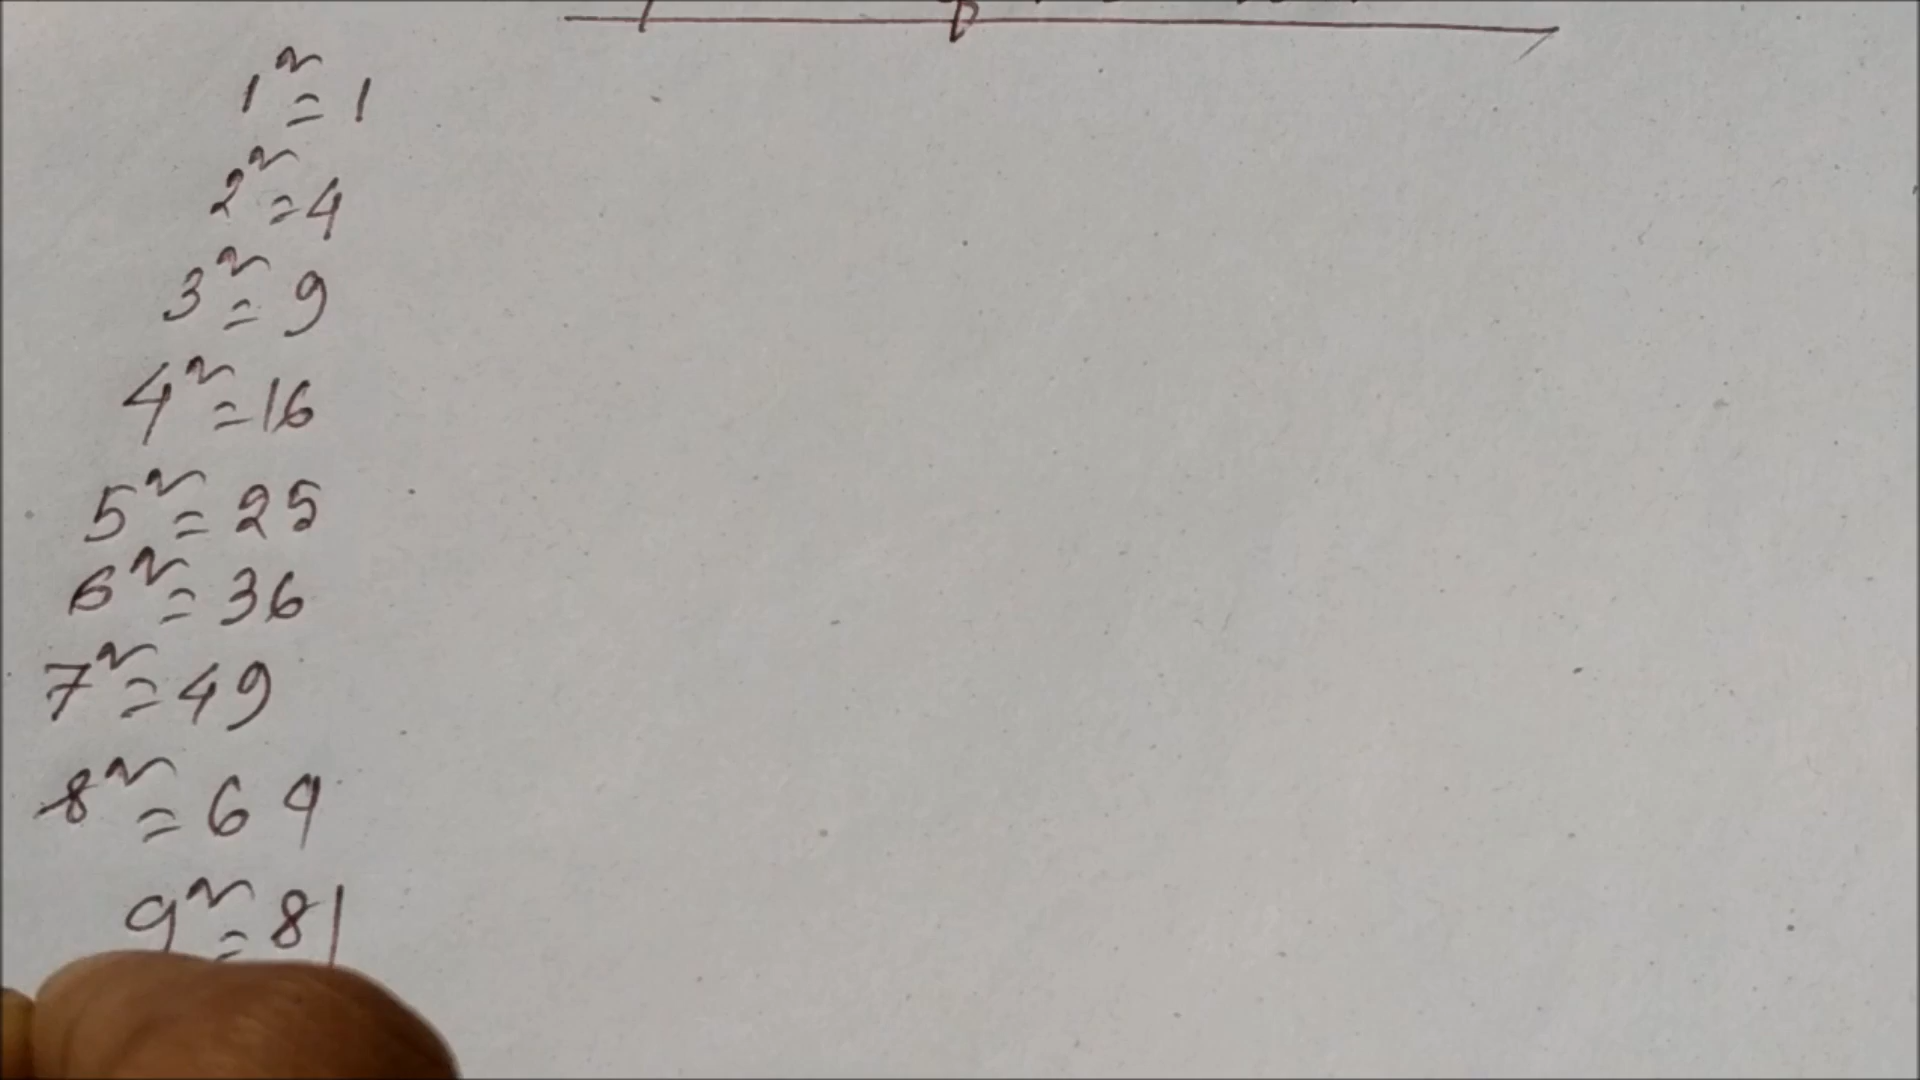 1² = 1
2² = 4
3² = 9
4² = 16
5² = 25
6² = 36
7² = 49
8² = 64
9² = 81